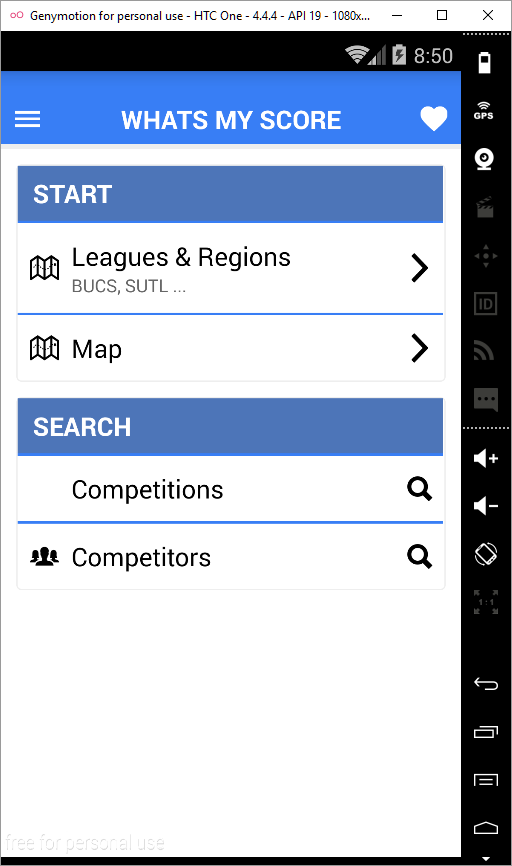 Genymotion for personal use - HTC One - 4.4.4 - API 19 - 1080x...
8:50
GPS
WHATS MY SCORE
START
Leagues & Regions
BUCS, SUTL ...
ID
Map
SEARCH
Competitions
Competitors
1:1
free for personal use